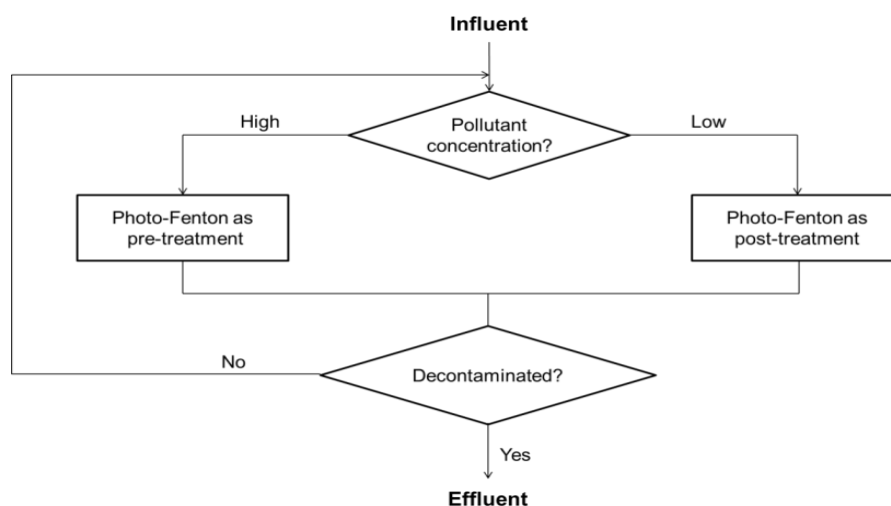 Influent
High
Pollutant
concentration?
Low
Photo-Fenton as
pre-treatment
Photo-Fenton as
post-treatment
No
Decontaminated?
Yes
Effluent